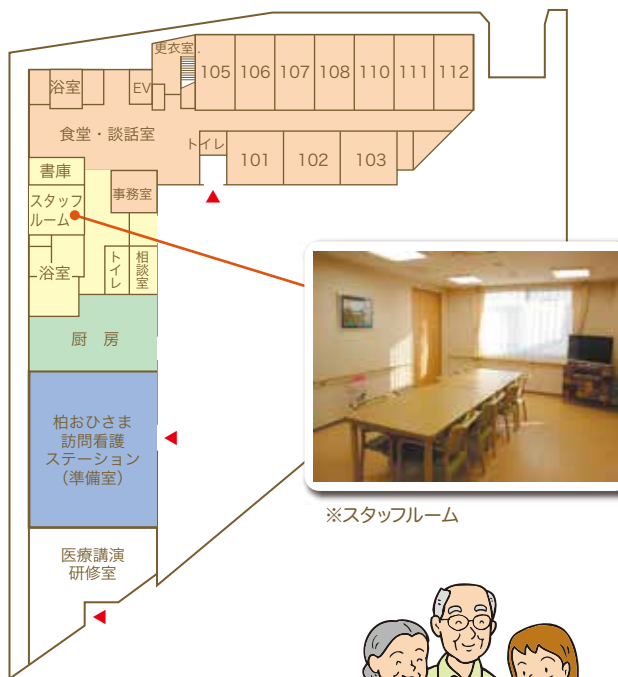 更衣室.
105 106 107 108 110 111 112
浴室
EV
食堂・談話室
トイレ
101 102 103
書庫
事務室
スタッフ
ルーム
浴室
トイレ
相談室
厨 房
柏おひさま
訪問看護
ステーション
(準備室)
※スタッフルーム
医療講演
研修室